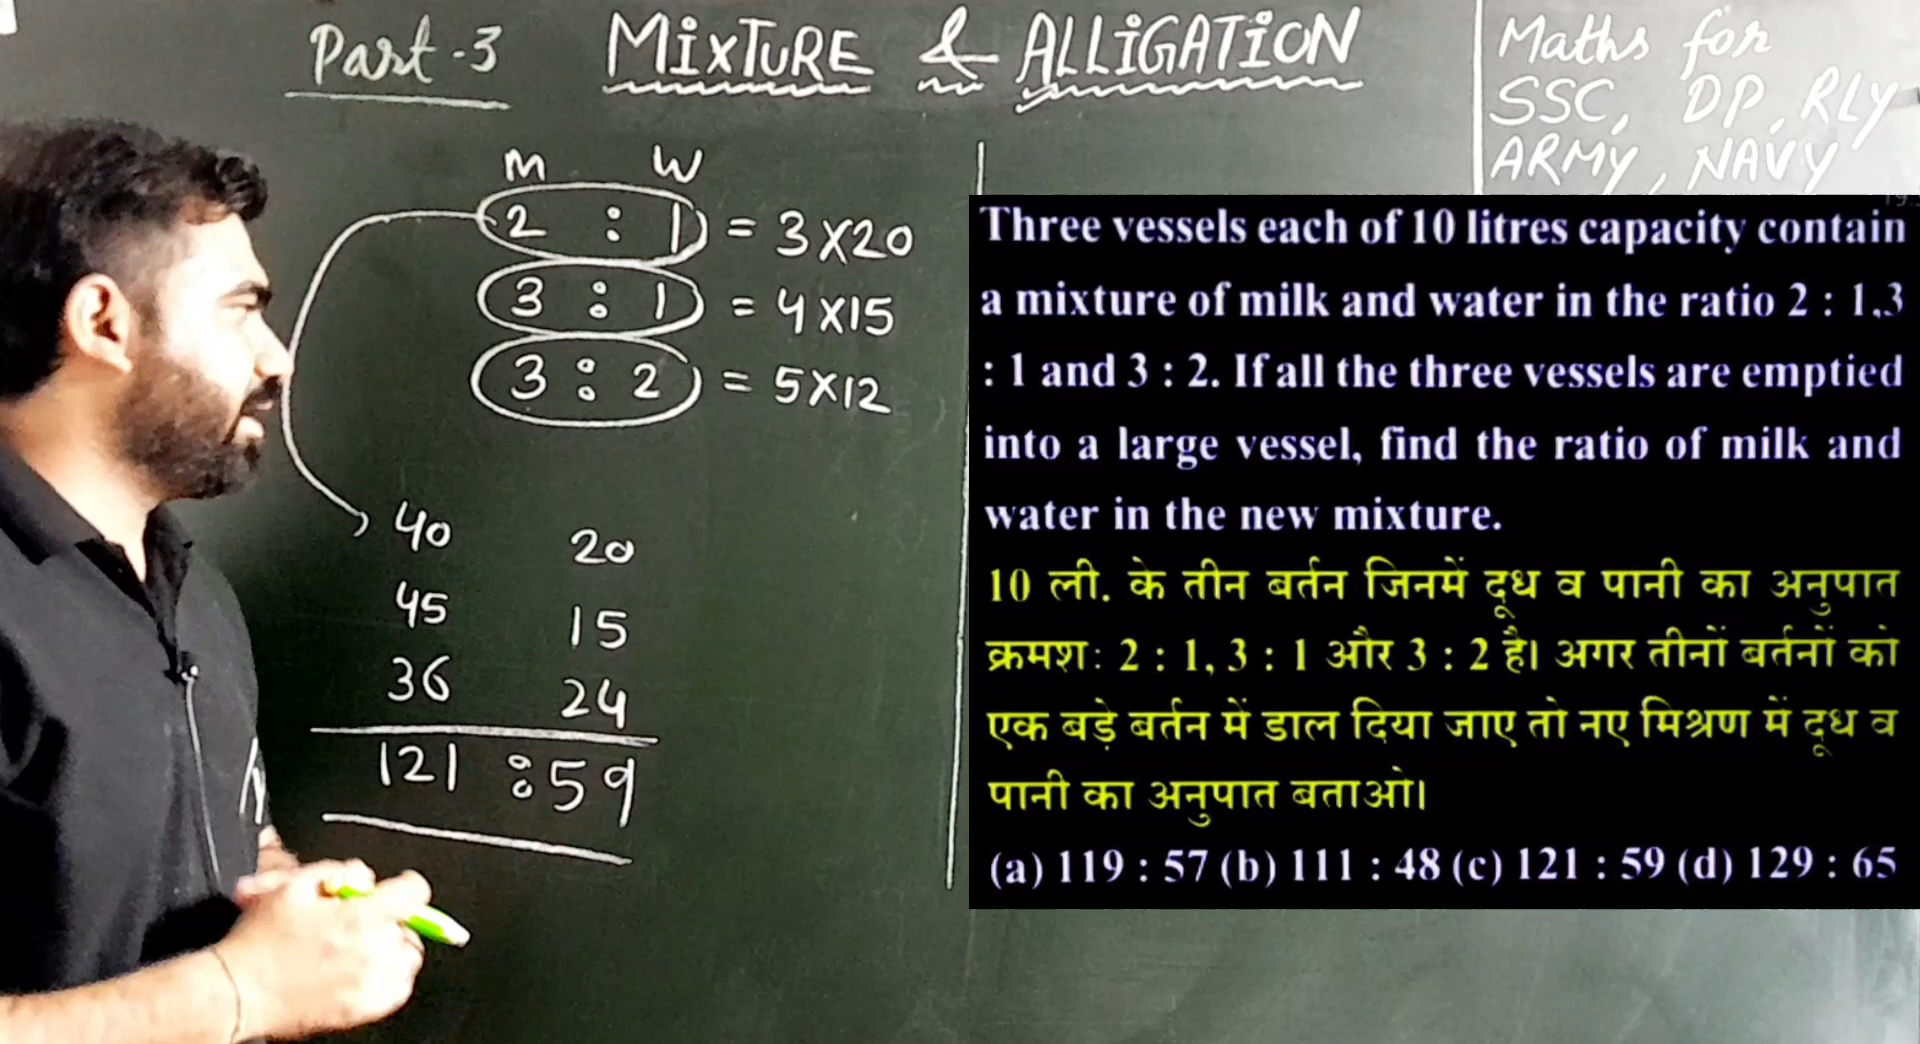 Part-3 MIXTURE & ALLIGATION
Maths for
SSC, DP, RLY
ARMY, NAVY
M W
2 : 1 = 3X20
3 : 1 = 4X15
3 : 2 = 5X12
40 20
45 15
36 24
121 : 59
Three vessels each of 10 litres capacity contain
a mixture of milk and water in the ratio 2 : 1,3
: 1 and 3 : 2. If all the three vessels are emptied
into a large vessel, find the ratio of milk and
water in the new mixture.
10 ली. के तीन बर्तन जिनमें दूध व पानी का अनुपात
क्रमश: 2 : 1, 3 : 1 और 3 : 2 है। अगर तीनों बर्तनों को
एक बड़े बर्तन में डाल दिया जाए तो नए मिश्रण में दूध व
पानी का अनुपात बताओ।
(a) 119 : 57 (b) 111 : 48 (c) 121 : 59 (d) 129 : 65